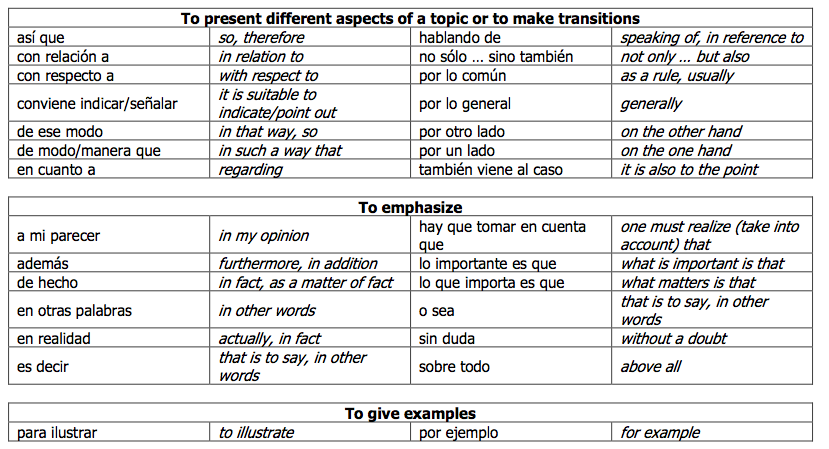 To present different aspects of a topic or to make transitions
así que so, therefore hablando de speaking of, in reference to
con relación a in relation to no sólo ... sino también not only ... but also
con respecto a with respect to por lo común as a rule, usually
conviene indicar/señalar it is suitable to indicate/point out por lo general generally
de ese modo in that way, so por otro lado on the other hand
de modo/manera que in such a way that por un lado on the one hand
en cuanto a regarding también viene al caso it is also to the point
To emphasize
a mi parecer in my opinion hay que tomar en cuenta que one must realize (take into account) that
además furthermore, in addition lo importante es que what is important is that
de hecho in fact, as a matter of fact lo que importa es que what matters is that
en otras palabras in other words o sea that is to say, in other words
en realidad actually, in fact sin duda without a doubt
es decir that is to say, in other words sobre todo above all
To give examples
para ilustrar to illustrate por ejemplo for example